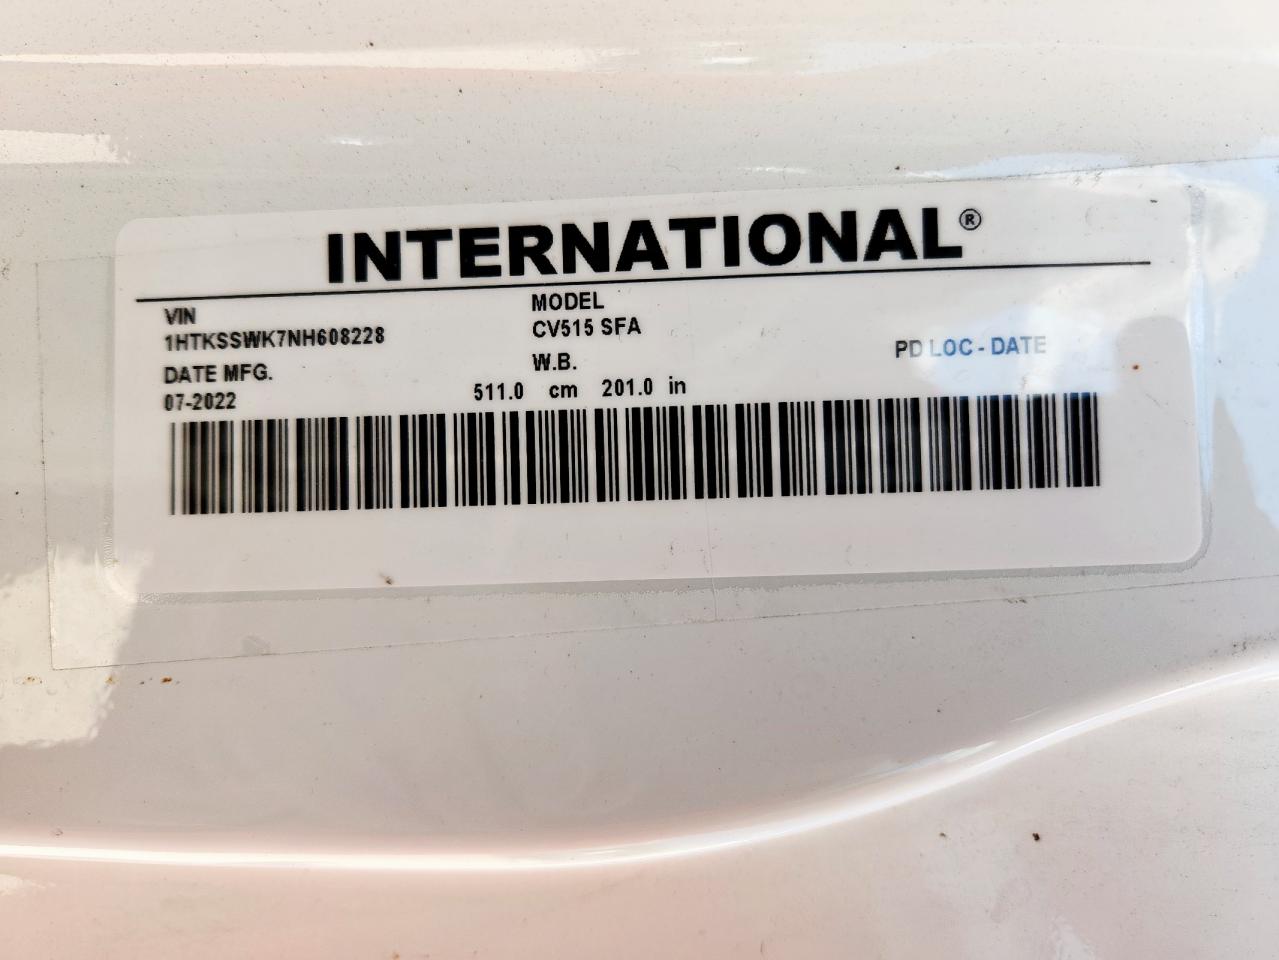 INTERNATIONAL®
VIN
1HTKSSWK7NH608228
MODEL
CV515 SFA
DATE MFG.
07-2022
W.B.
511.0 cm 201.0 in
PD LOC - DATE